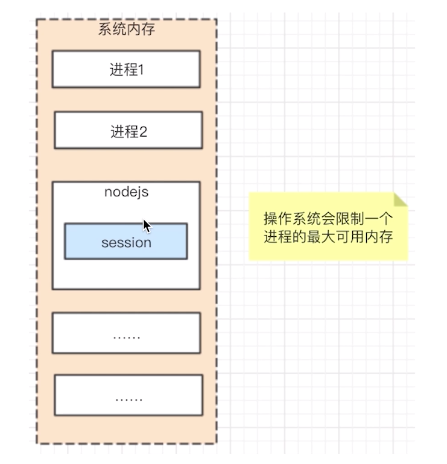 系统内存
进程1
进程2
nodejs
session
……
……
操作系统会限制一个
进程的最大可用内存